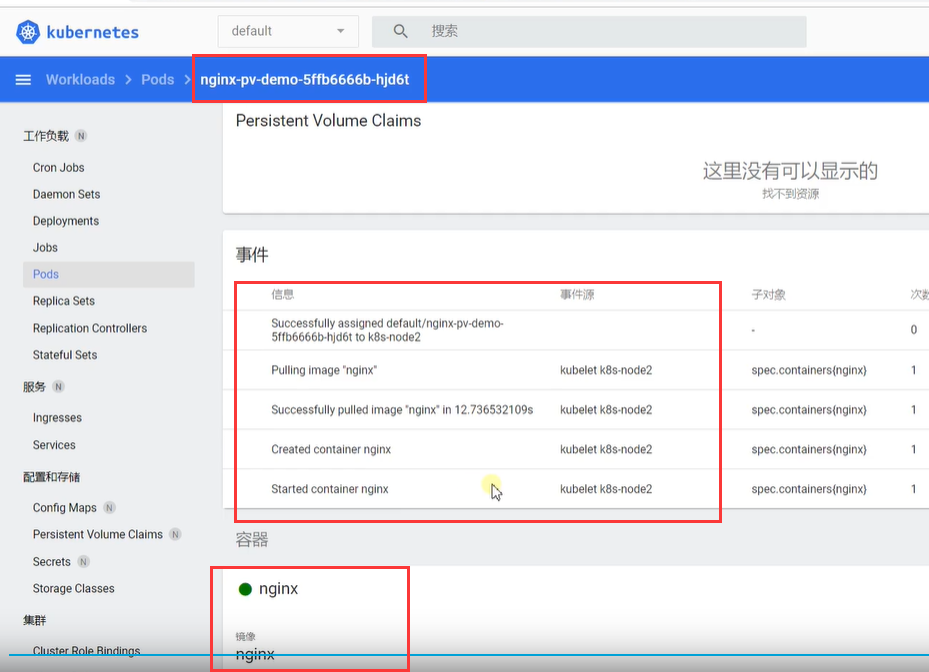 kubernetes
default
搜索
Workloads > Pods > nginx-pv-demo-5ffb6666b-hjd6t
工作负载 N
Cron Jobs
Daemon Sets
Deployments
Jobs
Pods
Replica Sets
Replication Controllers
Stateful Sets
服务 N
Ingresses
Services
配置和存储
Config Maps N
Persistent Volume Claims N
Secrets N
Storage Classes
集群
Cluster Role Bindings
Persistent Volume Claims
这里没有可以显示的
找不到资源
事件
信息 事件源 子对象 次数
Successfully assigned default/nginx-pv-demo-
5ffb6666b-hjd6t to k8s-node2 - 0
Pulling image "nginx" kubelet k8s-node2 spec.containers{nginx} 1
Successfully pulled image "nginx" in 12.736532109s kubelet k8s-node2 spec.containers{nginx} 1
Created container nginx kubelet k8s-node2 spec.containers{nginx} 1
Started container nginx kubelet k8s-node2 spec.containers{nginx} 1
容器
nginx
镜像
nginx